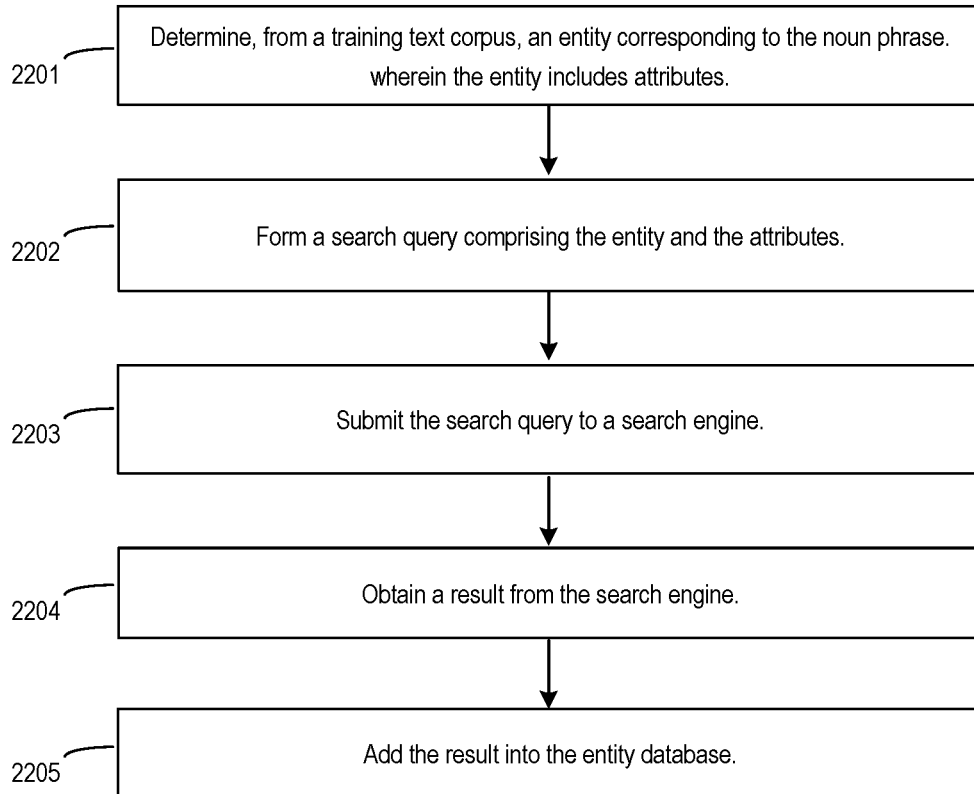 Determine, from a training text corpus, an entity corresponding to the noun phrase.
wherein the entity includes attributes.
2201
Form a search query comprising the entity and the attributes.
2202
Submit the search query to a search engine.
2203
Obtain a result from the search engine.
2204
Add the result into the entity database.
2205